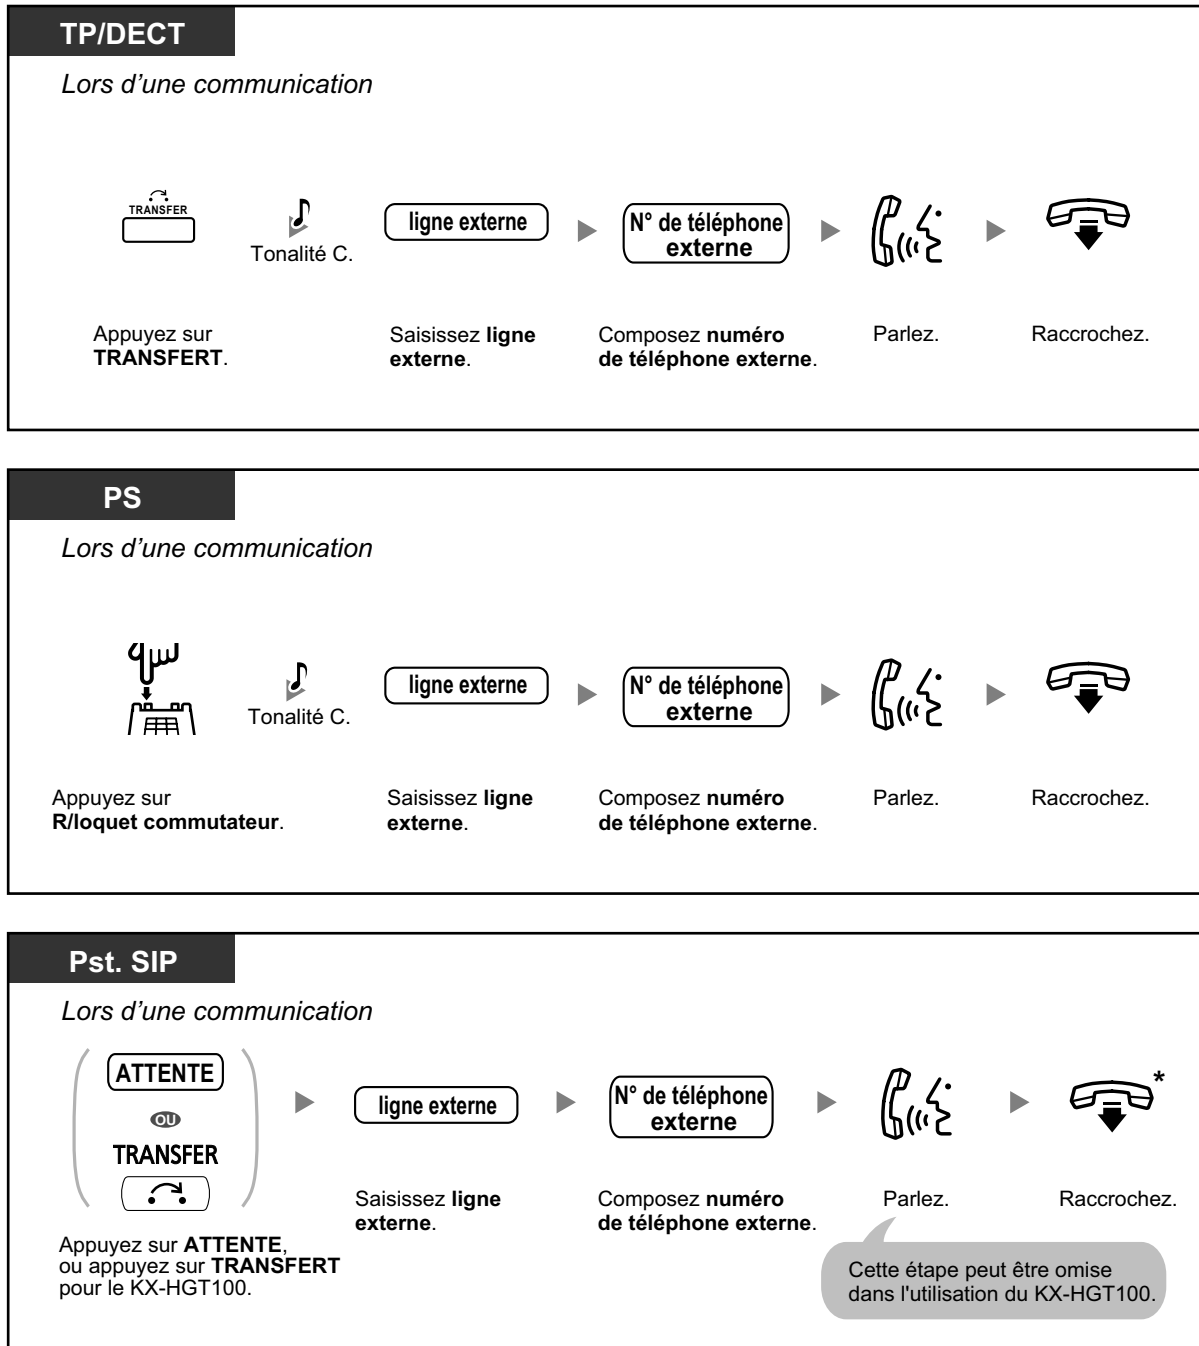 TP/DECT
Lors d'une communication
TRANSFER
Tonalité C.
ligne externe
N° de téléphone
externe
Appuyez sur
TRANSFERT.
Saisissez ligne
externe.
Composez numéro
de téléphone externe.
Parlez.
Raccrochez.
PS
Lors d'une communication
Tonalité C.
ligne externe
N° de téléphone
externe
Appuyez sur
R/loquet commutateur.
Saisissez ligne
externe.
Composez numéro
de téléphone externe.
Parlez.
Raccrochez.
Pst. SIP
Lors d'une communication
ATTENTE
OU
TRANSFER
ligne externe
N° de téléphone
externe
*
Appuyez sur ATTENTE,
ou appuyez sur TRANSFERT
pour le KX-HGT100.
Saisissez ligne
externe.
Composez numéro
de téléphone externe.
Parlez.
Raccrochez.
Cette étape peut être omise
dans l'utilisation du KX-HGT100.